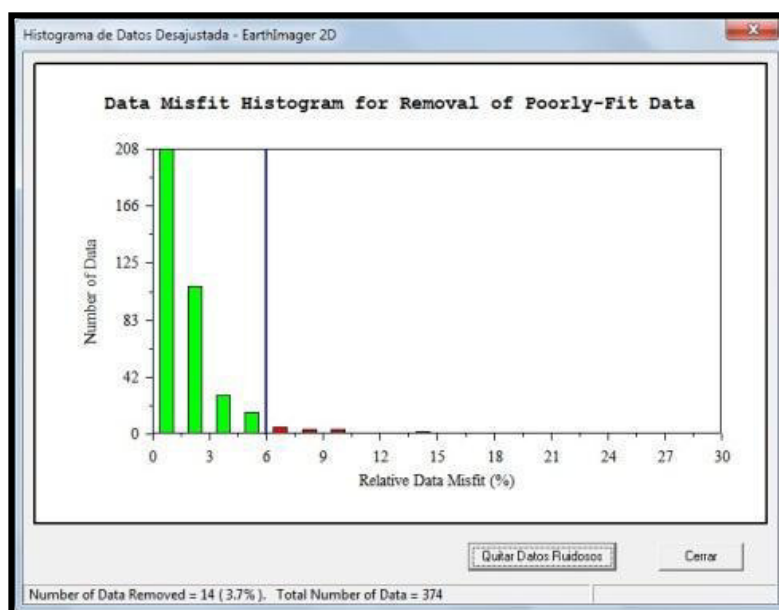 Histograma de Datos Desajustada - EarthImager 2D
Data Misfit Histogram for Removal of Poorly-Fit Data
208
166
125
83
42
0
Number of Data
0 3 6 9 12 15 18 21 24 27 30
Relative Data Misfit (%)
Quitar Datos Ruidosos Cerrar
Number of Data Removed = 14 ( 3.7% ). Total Number of Data = 374